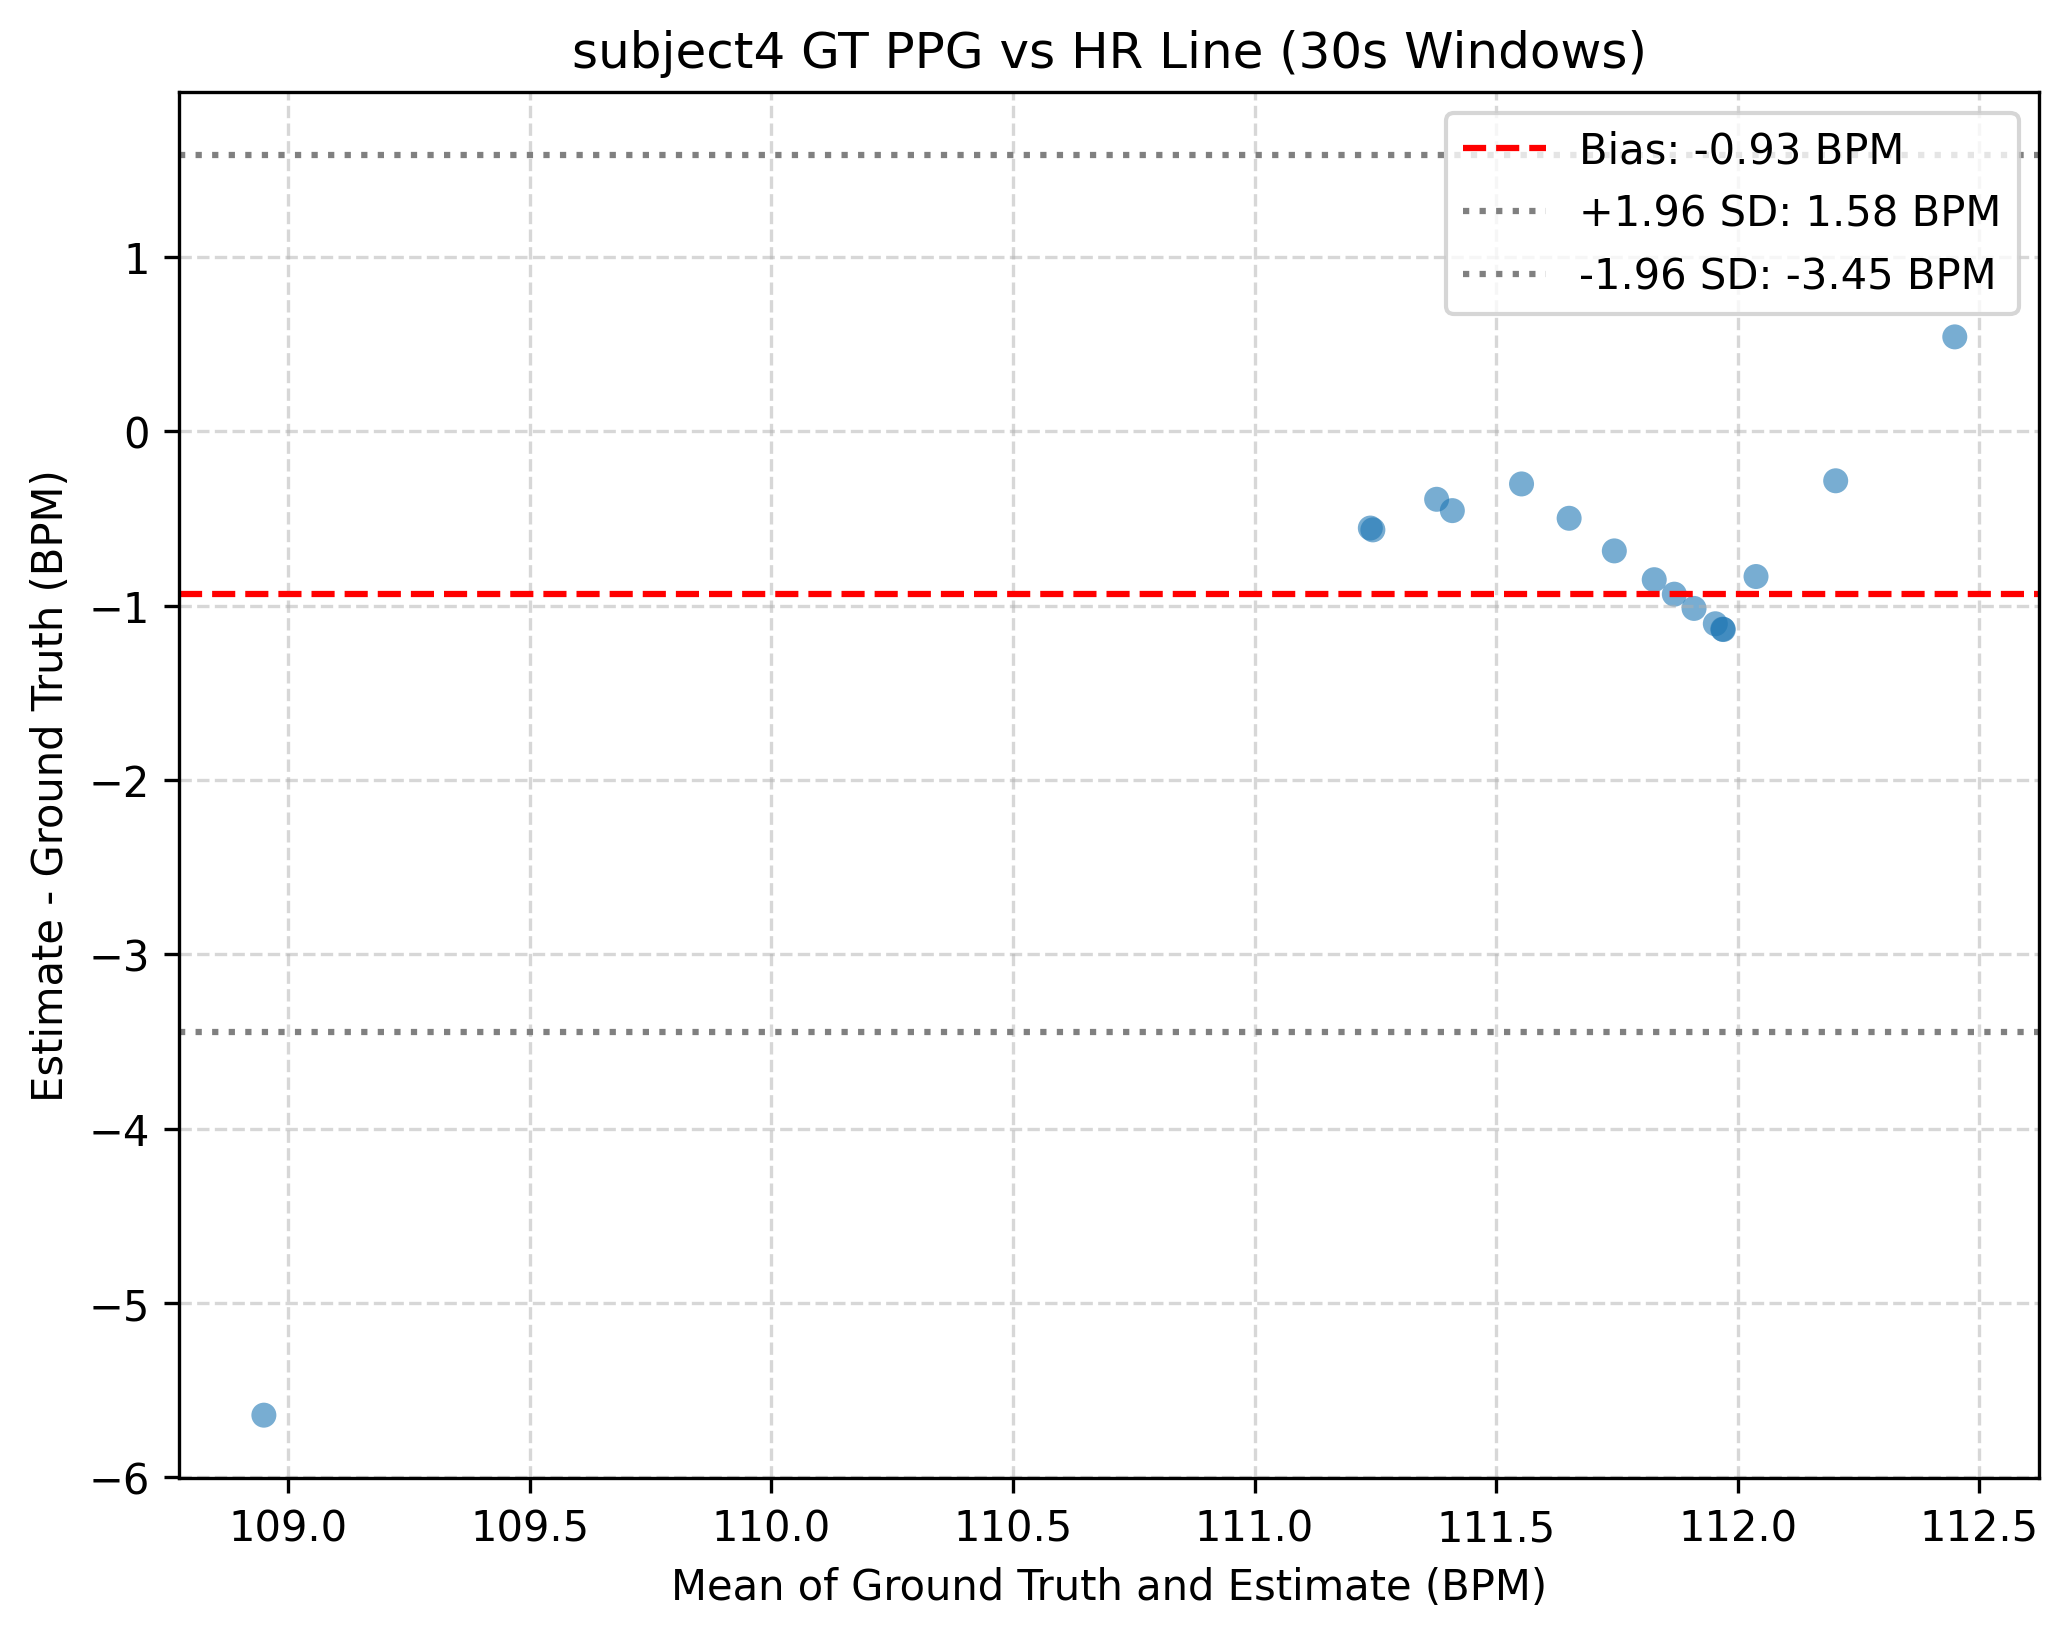 subject4 GT PPG vs HR Line (30s Windows)
Bias: -0.93 BPM
+1.96 SD: 1.58 BPM
-1.96 SD: -3.45 BPM
Estimate - Ground Truth (BPM)
1
0
−1
−2
−3
−4
−5
−6
109.0 109.5 110.0 110.5 111.0 111.5 112.0 112.5
Mean of Ground Truth and Estimate (BPM)